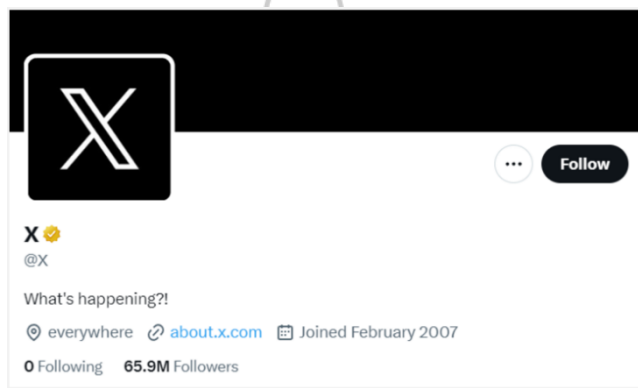 X
Follow
X
@X
What's happening?!
everywhere about.x.com Joined February 2007
0 Following 65.9M Followers